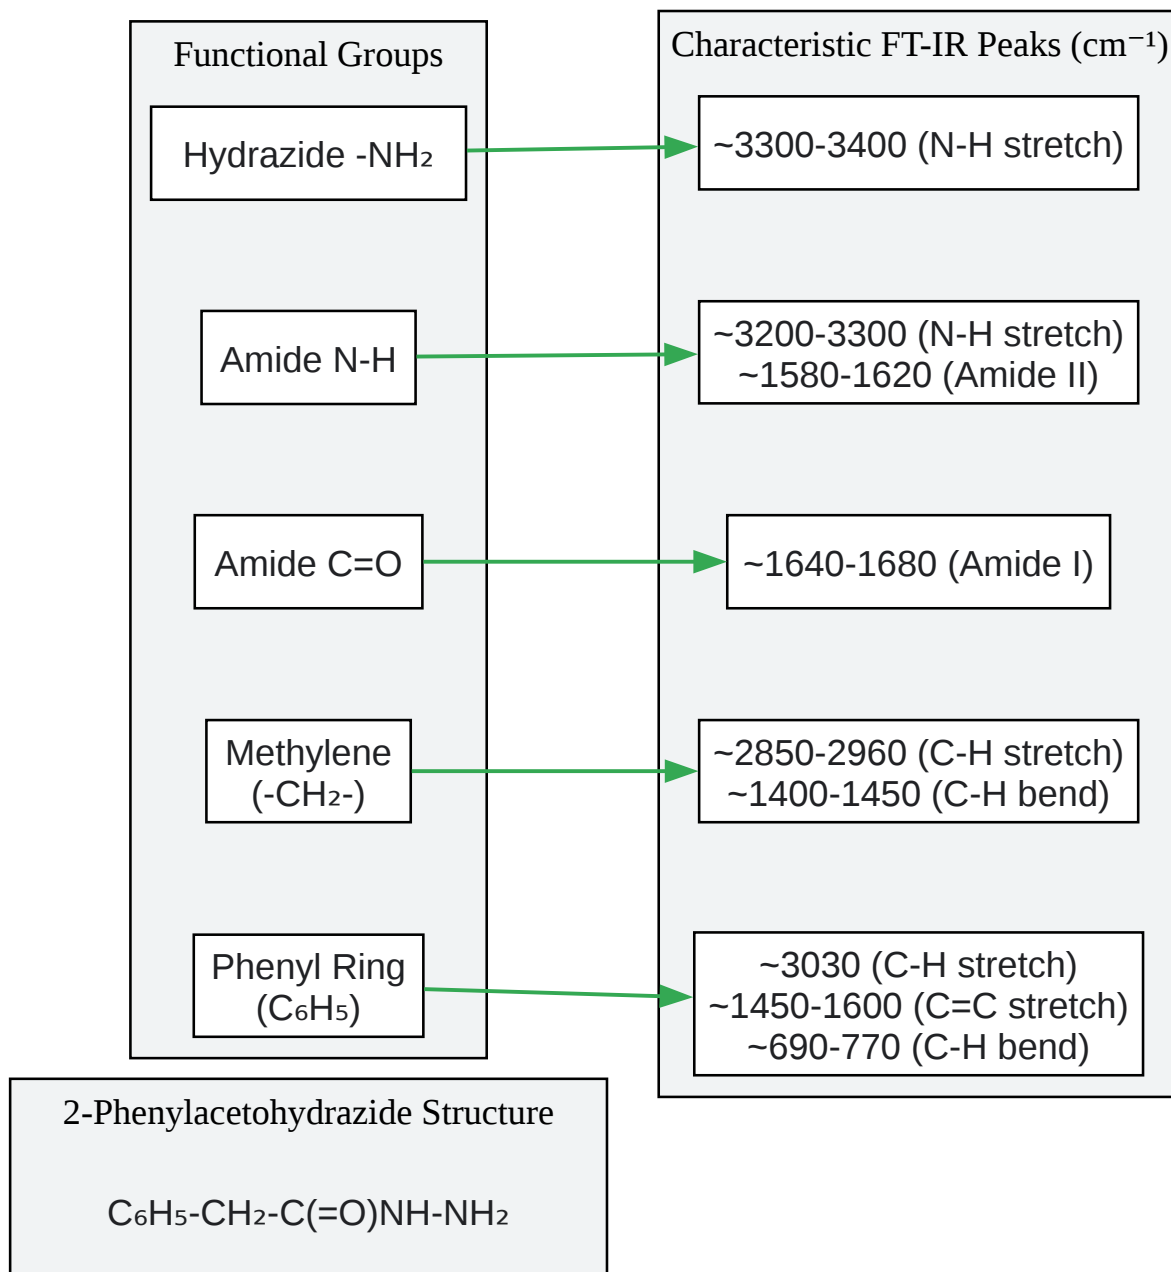 Functional Groups
Characteristic FT-IR Peaks (cm⁻¹)
Hydrazide -NH₂
~3300-3400 (N-H stretch)
Amide N-H
~3200-3300 (N-H stretch)
~1580-1620 (Amide II)
Amide C=O
~1640-1680 (Amide I)
Methylene
(-CH₂-)
~2850-2960 (C-H stretch)
~1400-1450 (C-H bend)
Phenyl Ring
(C₆H₅)
~3030 (C-H stretch)
~1450-1600 (C=C stretch)
~690-770 (C-H bend)
2-Phenylacetohydrazide Structure
C₆H₅-CH₂-C(=O)NH-NH₂